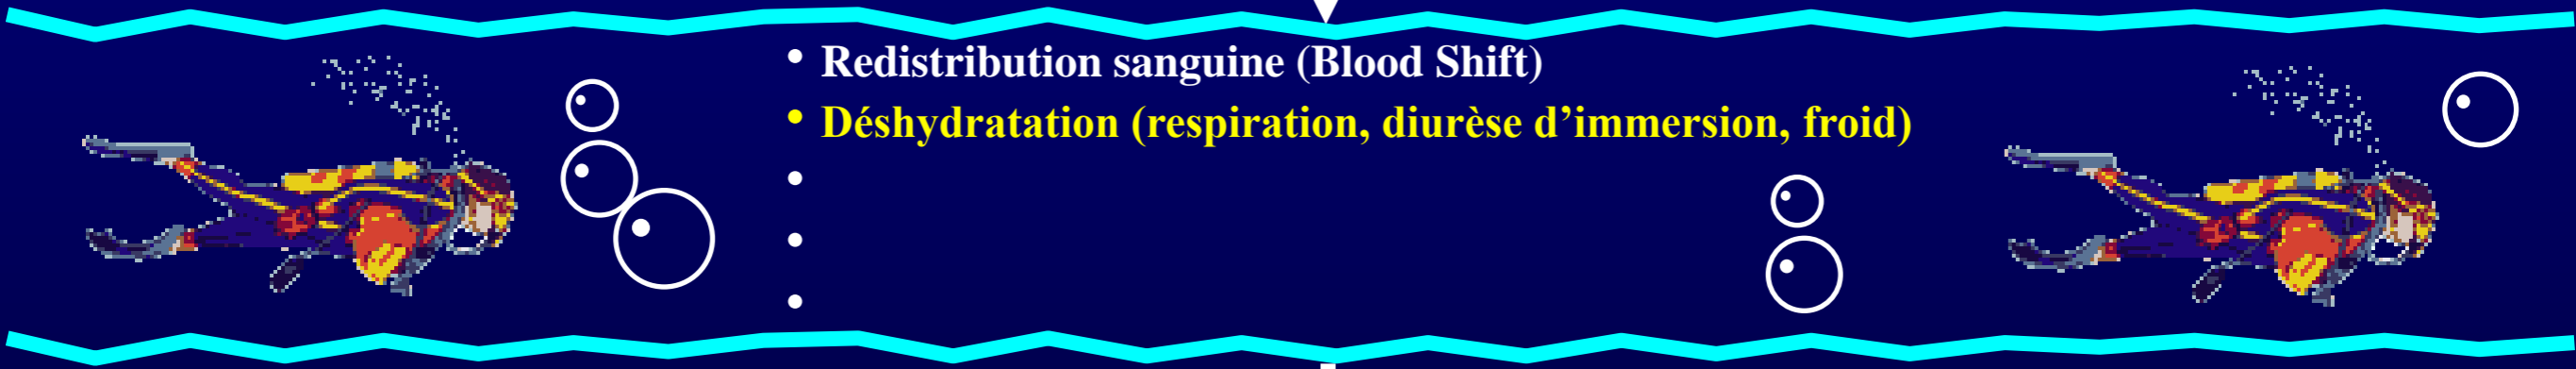 • Redistribution sanguine (Blood Shift)
• Déshydratation (respiration, diurèse d’immersion, froid)
•
•
•